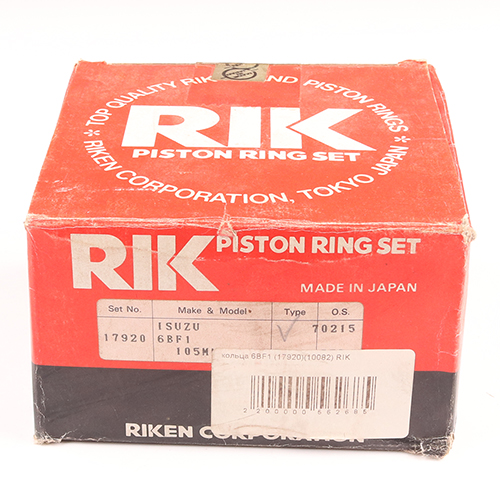 * TOP QUALITY RIK AND PISTON RINGS *
RIK
PISTON RING SET
RIKEN CORPORATION, TOKYO JAPAN
RIK PISTON RING SET
MADE IN JAPAN
Set No. Make & Model* Type O.S.
ISUZU 70215
17920 6BF1
105M
кольца 6BF1 (17920)(10082) RIK
RIKEN CORPORATION